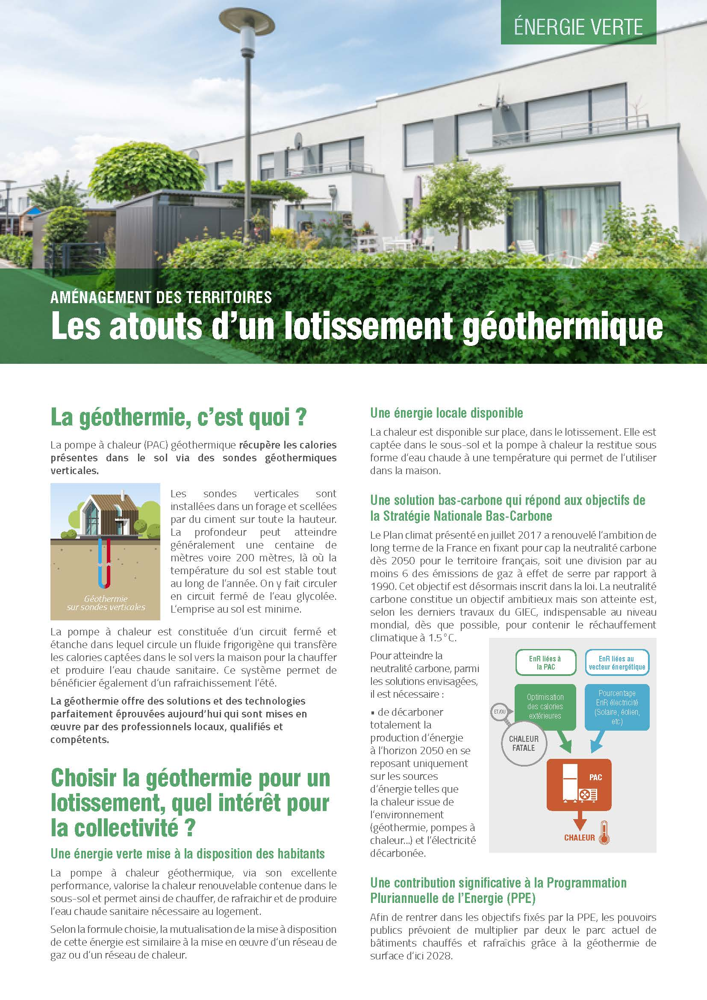 ÉNERGIE VERTE
AMÉNAGEMENT DES TERRITOIRES
Les atouts d'un lotissement géothermique
La géothermie, c'est quoi ?
La pompe à chaleur (PAC) géothermique récupère les calories
présentes dans le sol via des sondes géothermiques
verticales.
Les sondes verticales sont
installées dans un forage et scellées
par du ciment sur toute la hauteur.
La profondeur peut atteindre
généralement une centaine de
mètres voire 200 mètres, là où la
température du sol est stable tout
au long de l'année. On y fait circuler
en circuit fermé de l'eau glycolée.
L'emprise au sol est minime.
Géothermie
sur sondes verticales
La pompe à chaleur est constituée d'un circuit fermé et
étanche dans lequel circule un fluide frigorigène qui transfère
les calories captées dans le sol vers la maison pour la chauffer
et produire l'eau chaude sanitaire. Ce système permet de
bénéficier également d'un rafraichissement l'été.
La géothermie offre des solutions et des technologies
parfaitement éprouvées aujourd'hui qui sont mises en
œuvre par des professionnels locaux, qualifiés et
compétents.
Choisir la géothermie pour un
lotissement, quel intérêt pour
la collectivité ?
Une énergie verte mise à la disposition des habitants
La pompe à chaleur géothermique, via son excellente
performance, valorise la chaleur renouvelable contenue dans le
sous-sol et permet ainsi de chauffer, de rafraichir et de produire
l'eau chaude sanitaire nécessaire au logement.
Selon la formule choisie, la mutualisation de la mise à disposition
de cette énergie est similaire à la mise en œuvre d'un réseau de
gaz ou d'un réseau de chaleur.
Une énergie locale disponible
La chaleur est disponible sur place, dans le lotissement. Elle est
captée dans le sous-sol et la pompe à chaleur la restitue sous
forme d'eau chaude à une température qui permet de l'utiliser
dans la maison.
Une solution bas-carbone qui répond aux objectifs de
la Stratégie Nationale Bas-Carbone
Le Plan climat présenté en juillet 2017 a renouvelé l'ambition de
long terme de la France en fixant pour cap la neutralité carbone
dès 2050 pour le territoire français, soit une division par au
moins 6 des émissions de gaz à effet de serre par rapport à
1990. Cet objectif est désormais inscrit dans la loi. La neutralité
carbone constitue un objectif ambitieux mais son atteinte est,
selon les derniers travaux du GIEC, indispensable au niveau
mondial, dès que possible, pour contenir le réchauffement
climatique à 1.5°C.
Pour atteindre la
neutralité carbone, parmi
les solutions envisagées,
il est nécessaire :
▪ de décarboner
totalement la
production d'énergie
à l'horizon 2050 en se
reposant uniquement
sur les sources
d'énergie telles que
la chaleur issue de
l'environnement
(géothermie, pompes à
chaleur...) et l'électricité
décarbonée.
EnR liées à
la PAC
EnR liées au
vecteur énergétique
Optimisation
des calories
extérieures
Pourcentage
EnR électricité
(Solaire, éolien,
etc)
ET/OU
CHALEUR
FATALE
PAC
CHALEUR
Une contribution significative à la Programmation
Pluriannuelle de l'Energie (PPE)
Afin de rentrer dans les objectifs fixés par la PPE, les pouvoirs
publics prévoient de multiplier par deux le parc actuel de
bâtiments chauffés et rafraîchis grâce à la géothermie de
surface d'ici 2028.